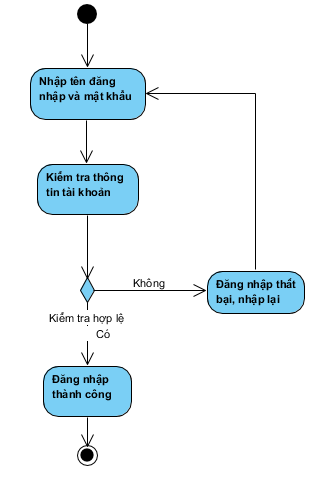 Nhập tên đăng
nhập và mật khẩu
Kiểm tra thông
tin tài khoản
Không
Đăng nhập thất
bại, nhập lại
Kiểm tra hợp lệ
Có
Đăng nhập
thành công